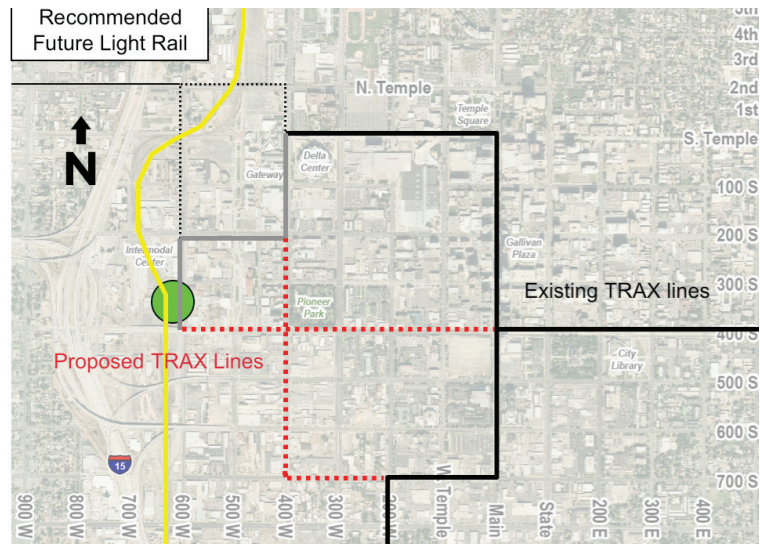 Recommended
Future Light Rail
5th
4th
3rd
2nd
1st
N. Temple
Temple
Square
S. Temple
N
Delta
Center
Gateway
100 S
200 S
Intermodal
Center
Gallivan
Plaza
300 S
Existing TRAX lines
Pioneer
Park
400 S
Proposed TRAX Lines
City
Library
500 S
600 S
15
700 S
900 W
800 W
700 W
600 W
500 W
400 W
300 W
200 W
W. Temple
Main
State
200 E
300 E
400 E